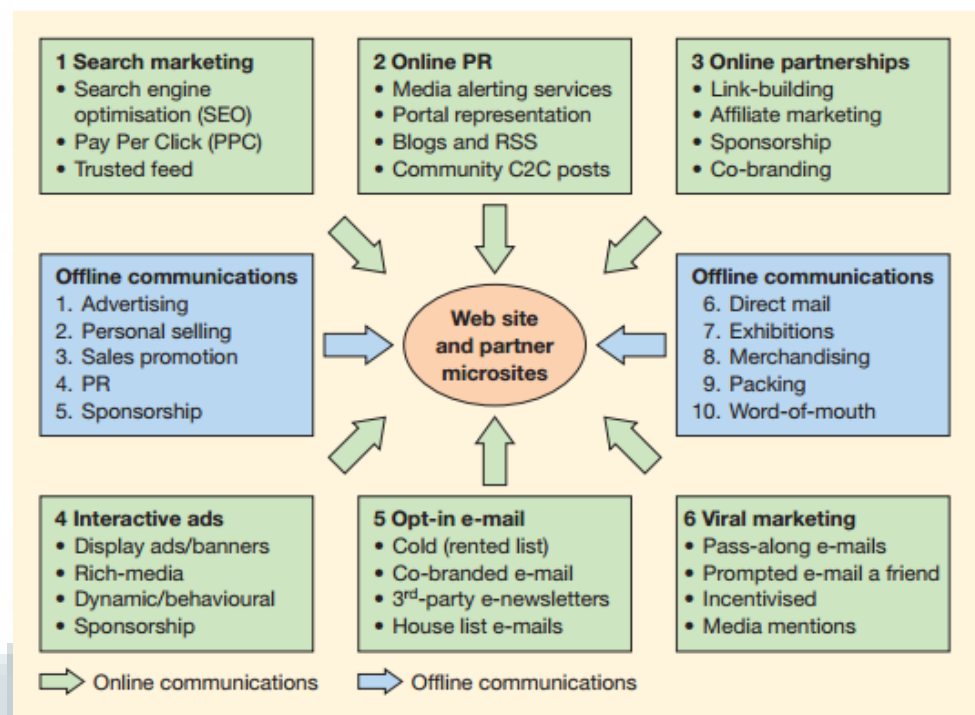 1 Search marketing
• Search engine
optimisation (SEO)
• Pay Per Click (PPC)
• Trusted feed
2 Online PR
• Media alerting services
• Portal representation
• Blogs and RSS
• Community C2C posts
3 Online partnerships
• Link-building
• Affiliate marketing
• Sponsorship
• Co-branding
Offline communications
1. Advertising
2. Personal selling
3. Sales promotion
4. PR
5. Sponsorship
Web site
and partner
microsites
Offline communications
6. Direct mail
7. Exhibitions
8. Merchandising
9. Packing
10. Word-of-mouth
4 Interactive ads
• Display ads/banners
• Rich-media
• Dynamic/behavioural
• Sponsorship
5 Opt-in e-mail
• Cold (rented list)
• Co-branded e-mail
• 3rd-party e-newsletters
• House list e-mails
6 Viral marketing
• Pass-along e-mails
• Prompted e-mail a friend
• Incentivised
• Media mentions
Online communications
Offline communications